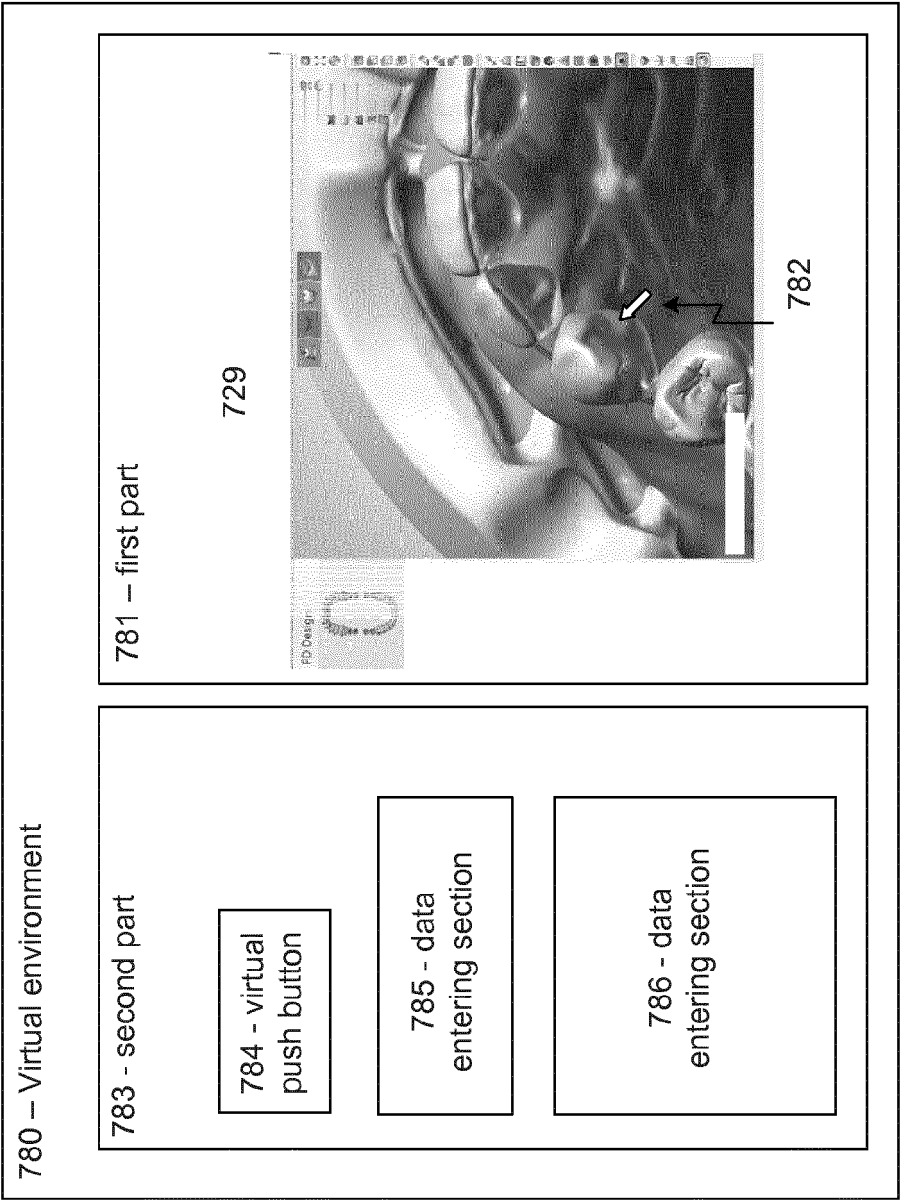 780 – Virtual environment
783 - second part
784 - virtual
push button
785 - data
entering section
786 - data
entering section
781 – first part
729
FD Design
782